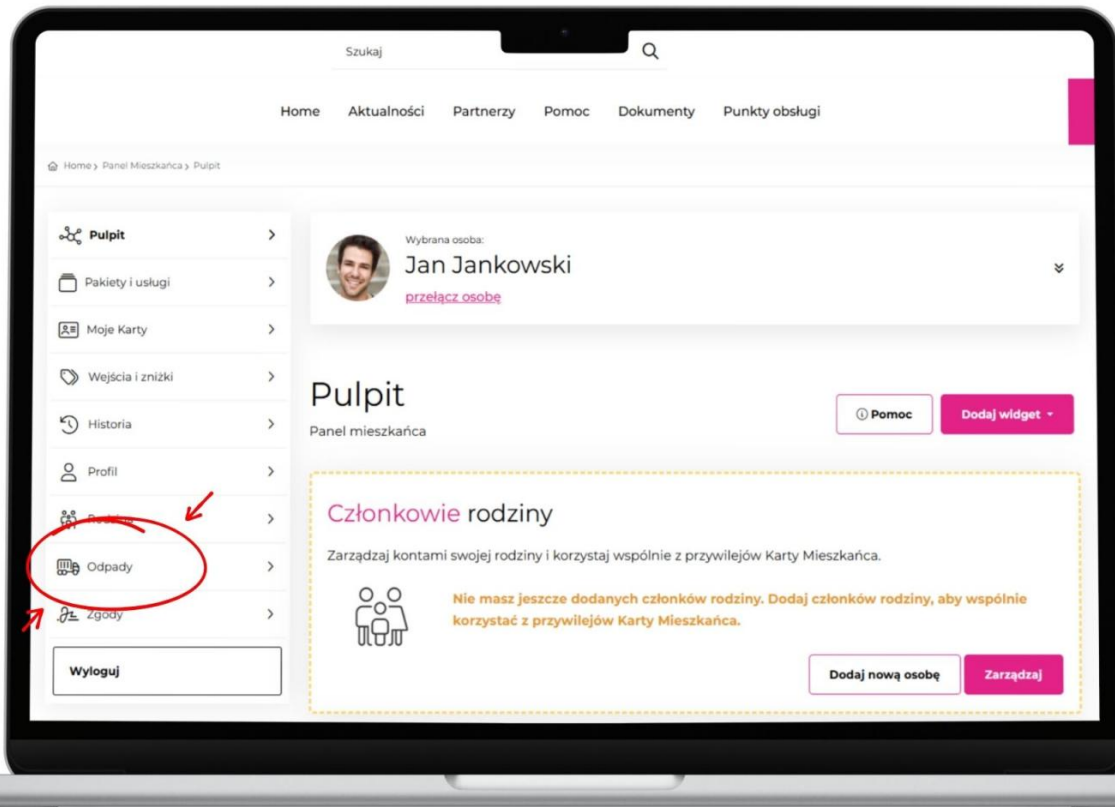 Szukaj
Home Aktualności Partnerzy Pomoc Dokumenty Punkty obsługi
Home > Panel Mieszkańca > Pulpit
Pulpit
Pakiety i usługi
Moje Karty
Wejścia i zniżki
Historia
Profil
Rodzina
Odpady
Zgody
Wyloguj
Wybrana osoba:
Jan Jankowski
przełącz osobę
Pulpit
Panel mieszkańca
Pomoc
Dodaj widget
Członkowie rodziny
Zarządzaj kontami swojej rodziny i korzystaj wspólnie z przywilejów Karty Mieszkańca.
Nie masz jeszcze dodanych członków rodziny. Dodaj członków rodziny, aby wspólnie
korzystać z przywilejów Karty Mieszkańca.
Dodaj nową osobę
Zarządzaj